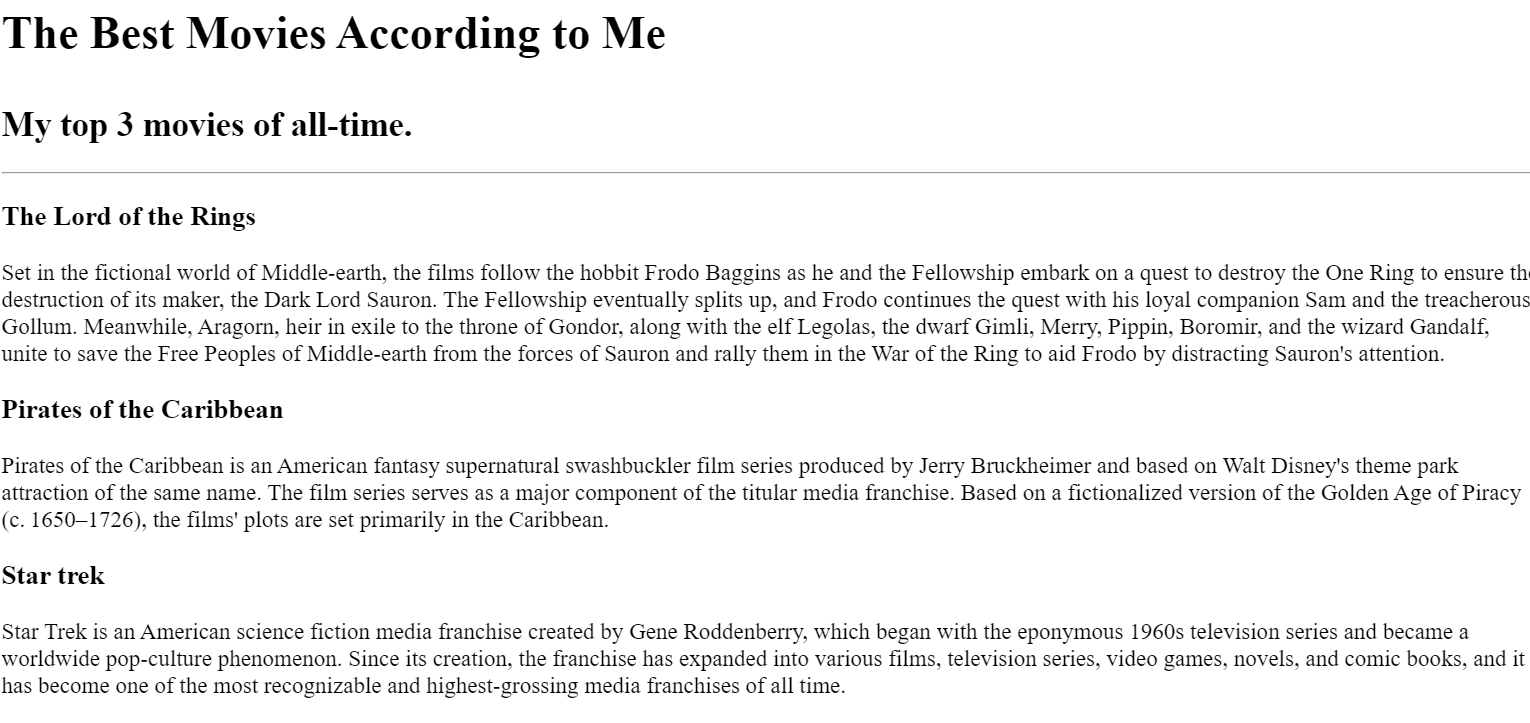 The Best Movies According to Me
My top 3 movies of all-time.
The Lord of the Rings
Set in the fictional world of Middle-earth, the films follow the hobbit Frodo Baggins as he and the Fellowship embark on a quest to destroy the One Ring to ensure the
destruction of its maker, the Dark Lord Sauron. The Fellowship eventually splits up, and Frodo continues the quest with his loyal companion Sam and the treacherous
Gollum. Meanwhile, Aragorn, heir in exile to the throne of Gondor, along with the elf Legolas, the dwarf Gimli, Merry, Pippin, Boromir, and the wizard Gandalf,
unite to save the Free Peoples of Middle-earth from the forces of Sauron and rally them in the War of the Ring to aid Frodo by distracting Sauron's attention.
Pirates of the Caribbean
Pirates of the Caribbean is an American fantasy supernatural swashbuckler film series produced by Jerry Bruckheimer and based on Walt Disney's theme park
attraction of the same name. The film series serves as a major component of the titular media franchise. Based on a fictionalized version of the Golden Age of Piracy
(c. 1650–1726), the films' plots are set primarily in the Caribbean.
Star trek
Star Trek is an American science fiction media franchise created by Gene Roddenberry, which began with the eponymous 1960s television series and became a
worldwide pop-culture phenomenon. Since its creation, the franchise has expanded into various films, television series, video games, novels, and comic books, and it
has become one of the most recognizable and highest-grossing media franchises of all time.